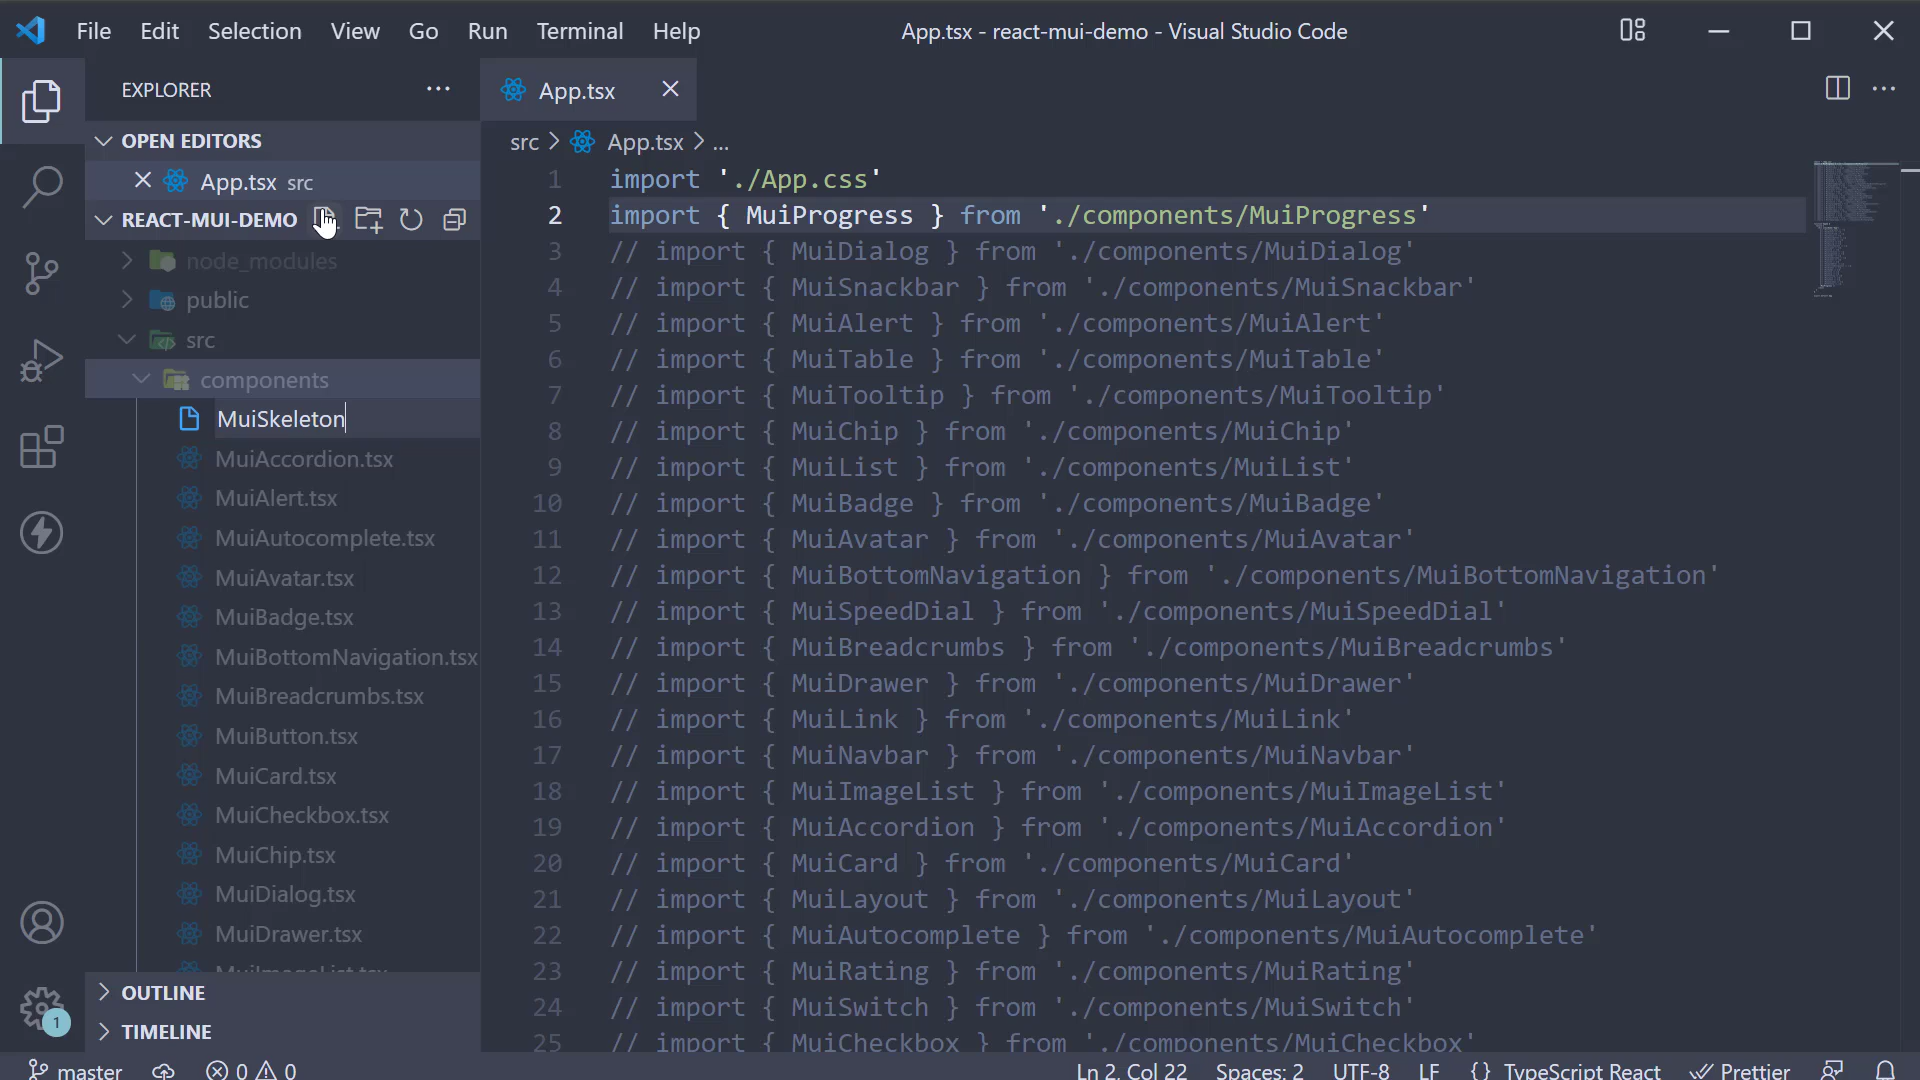 File Edit Selection View Go Run Terminal Help
App.tsx - react-mui-demo - Visual Studio Code
EXPLORER
OPEN EDITORS
App.tsx src
REACT-MUI-DEMO
node_modules
public
src
components
MuiSkeleton
MuiAccordion.tsx
MuiAlert.tsx
MuiAutocomplete.tsx
MuiAvatar.tsx
MuiBadge.tsx
MuiBottomNavigation.tsx
MuiBreadcrumbs.tsx
MuiButton.tsx
MuiCard.tsx
MuiCheckbox.tsx
MuiChip.tsx
MuiDialog.tsx
MuiDrawer.tsx
MuiImageList.tsx
OUTLINE
TIMELINE
1
App.tsx
src > App.tsx > ...
1 import './App.css'
2 import { MuiProgress } from './components/MuiProgress'
3 // import { MuiDialog } from './components/MuiDialog'
4 // import { MuiSnackbar } from './components/MuiSnackbar'
5 // import { MuiAlert } from './components/MuiAlert'
6 // import { MuiTable } from './components/MuiTable'
7 // import { MuiTooltip } from './components/MuiTooltip'
8 // import { MuiChip } from './components/MuiChip'
9 // import { MuiList } from './components/MuiList'
10 // import { MuiBadge } from './components/MuiBadge'
11 // import { MuiAvatar } from './components/MuiAvatar'
12 // import { MuiBottomNavigation } from './components/MuiBottomNavigation'
13 // import { MuiSpeedDial } from './components/MuiSpeedDial'
14 // import { MuiBreadcrumbs } from './components/MuiBreadcrumbs'
15 // import { MuiDrawer } from './components/MuiDrawer'
16 // import { MuiLink } from './components/MuiLink'
17 // import { MuiNavbar } from './components/MuiNavbar'
18 // import { MuiImageList } from './components/MuiImageList'
19 // import { MuiAccordion } from './components/MuiAccordion'
20 // import { MuiCard } from './components/MuiCard'
21 // import { MuiLayout } from './components/MuiLayout'
22 // import { MuiAutocomplete } from './components/MuiAutocomplete'
23 // import { MuiRating } from './components/MuiRating'
24 // import { MuiSwitch } from './components/MuiSwitch'
25 // import { MuiCheckbox } from './components/MuiCheckbox'
master 0 0 Ln 2, Col 22 Spaces: 2 UTF-8 LF {} TypeScript React Prettier